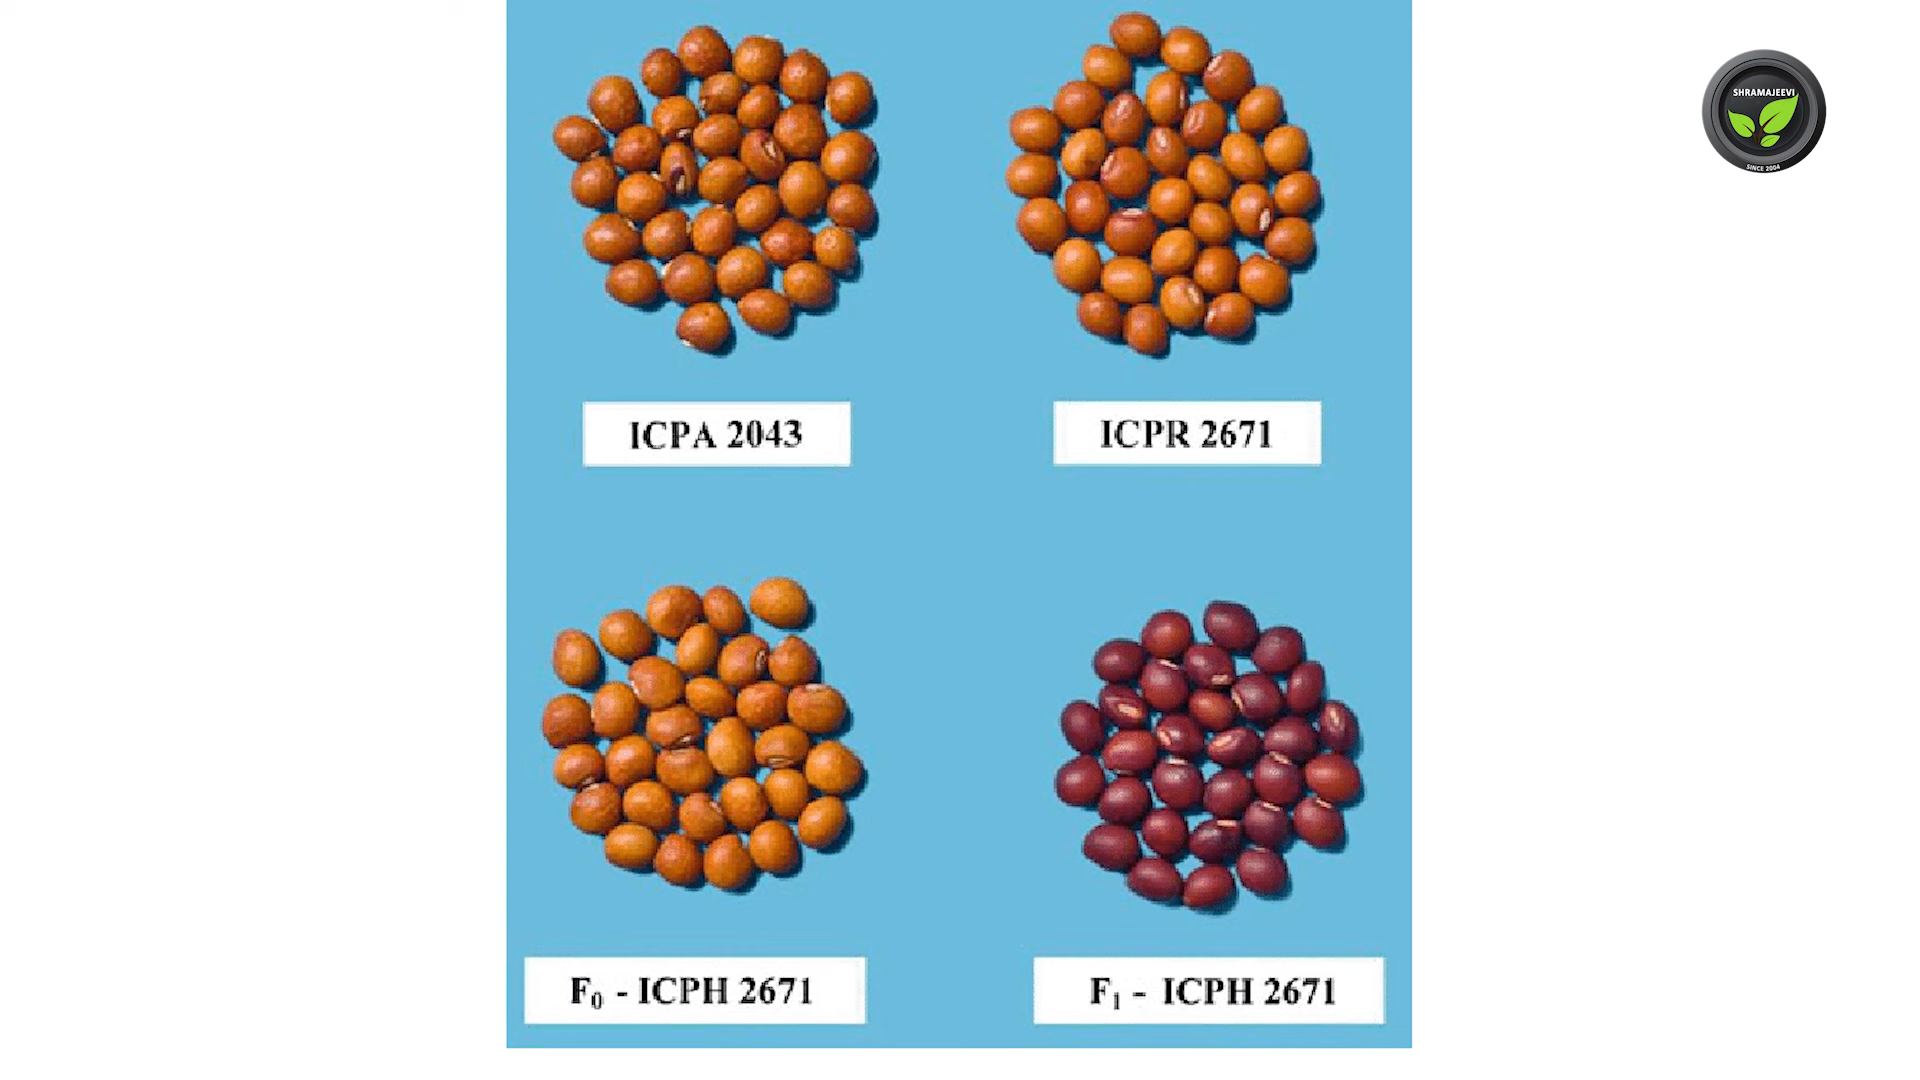 SHRAMAJEEVI
SINCE 2004
ICPA 2043
ICPR 2671
F₀ - ICPH 2671
F₁ - ICPH 2671